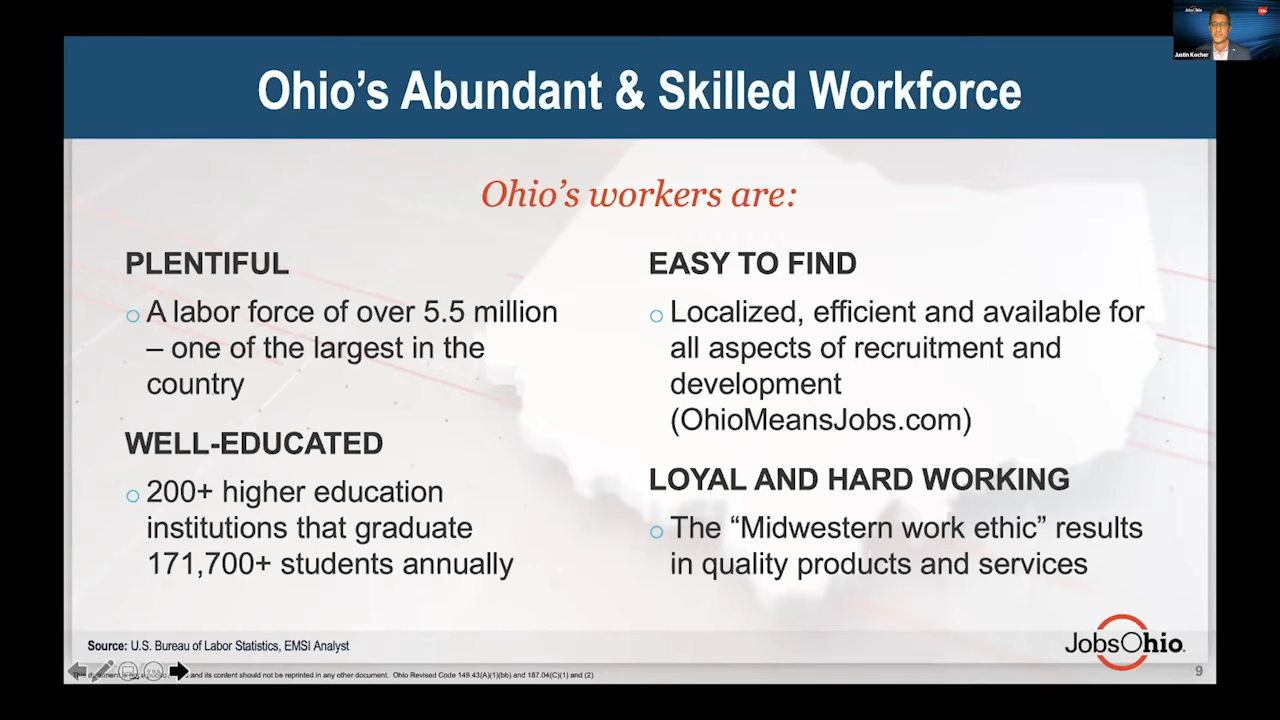 JobsOhio
Justin Kocher
Ohio's Abundant & Skilled Workforce
Ohio's workers are:
PLENTIFUL
A labor force of over 5.5 million
– one of the largest in the
country
WELL-EDUCATED
200+ higher education
institutions that graduate
171,700+ students annually
EASY TO FIND
Localized, efficient and available for
all aspects of recruitment and
development
(OhioMeansJobs.com)
LOYAL AND HARD WORKING
The “Midwestern work ethic” results
in quality products and services
Source: U.S. Bureau of Labor Statistics, EMSI Analyst
JobsOhio.
and its content should not be reprinted in any other document. Ohio Revised Code 149.43(A)(1)(bb) and 187.04(C)(1) and (2)
9